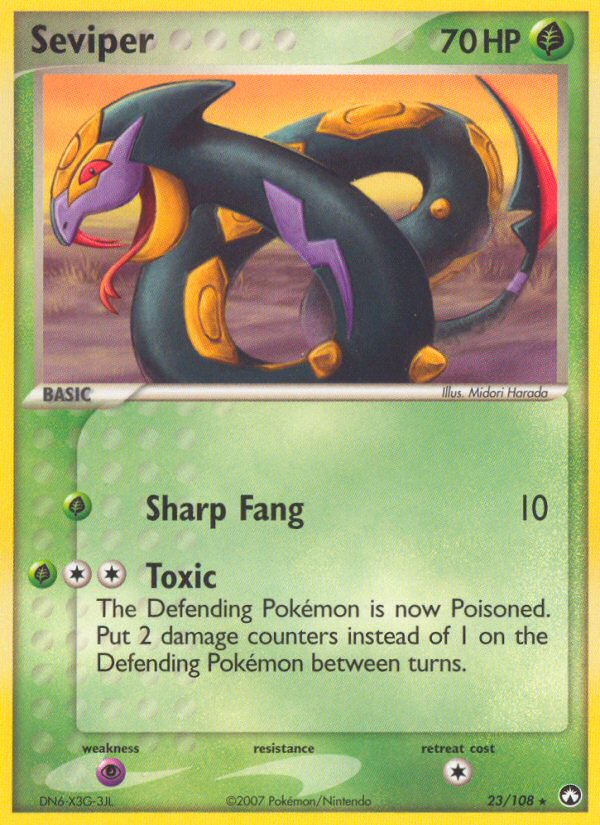 Seviper 70 HP
BASIC
Illus. Midori Harada
Sharp Fang 10
Toxic
The Defending Pokémon is now Poisoned.
Put 2 damage counters instead of 1 on the
Defending Pokémon between turns.
weakness resistance retreat cost
DN6-X3G-3JL ©2007 Pokémon/Nintendo 23/108 ★